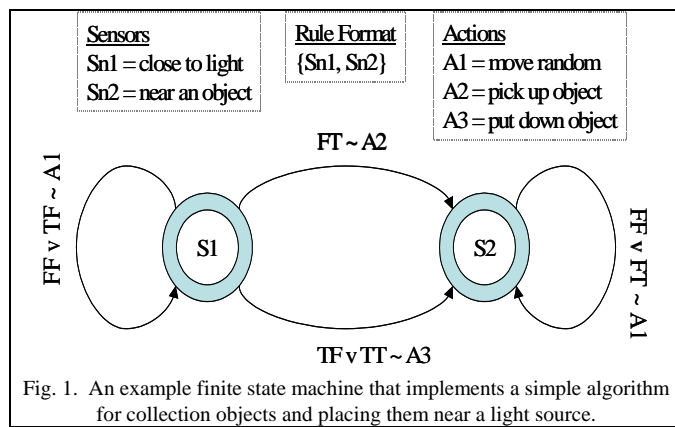 Sensors
Sn1 = close to light
Sn2 = near an object
Rule Format
{Sn1, Sn2}
Actions
A1 = move random
A2 = pick up object
A3 = put down object
FT ~ A2
FF v TF ~ A1
S1
S2
FF v FT ~ A1
TF v TT ~ A3
Fig. 1. An example finite state machine that implements a simple algorithm
for collection objects and placing them near a light source.